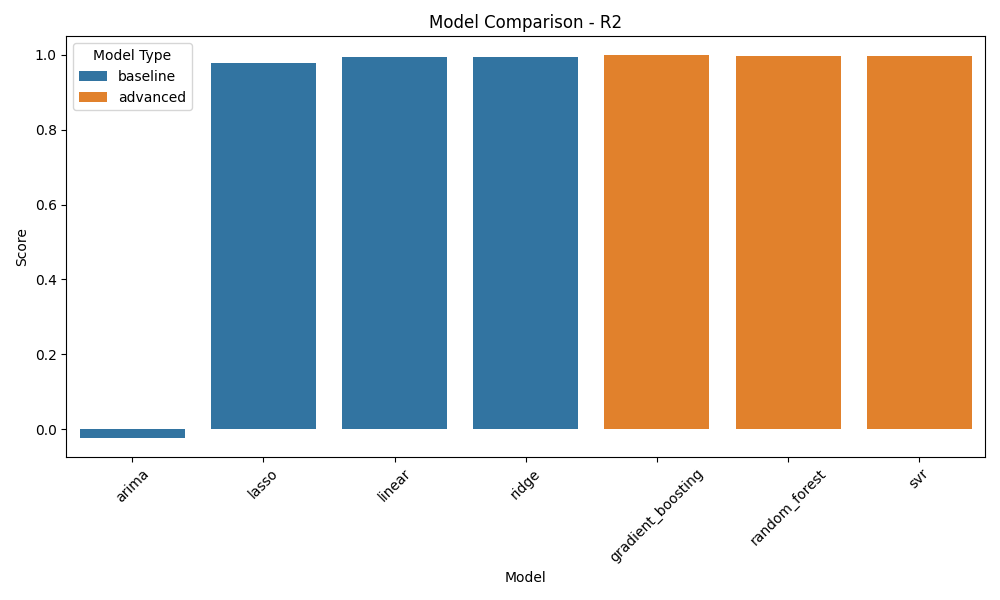 Model Comparison - R2
Model Type
baseline
advanced
1.0
0.8
0.6
0.4
0.2
0.0
Score
arima
lasso
linear
ridge
gradient_boosting
random_forest
svr
Model